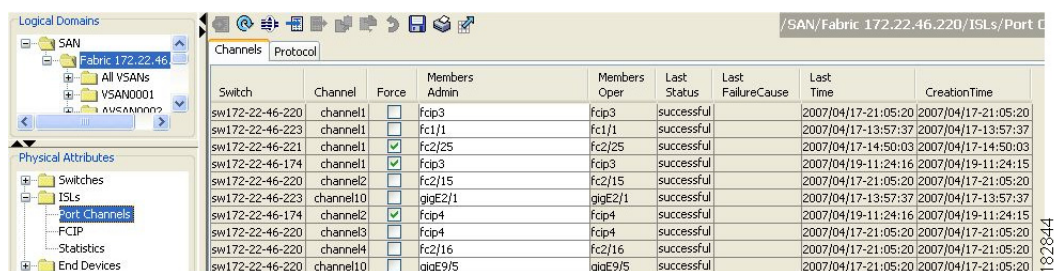 Logical Domains
SAN
Fabric 172.22.46.
All VSANs
VSAN0001
AVSAN0002
Physical Attributes
Switches
ISLs
Port Channels
FCIP
Statistics
End Devices
/SAN/Fabric 172.22.46.220/ISLs/Port C
Channels Protocol
Switch Channel Force Members Admin Members Oper Last Status Last FailureCause Last Time CreationTime
sw172-22-46-220 channel1 fcip3 fcip3 successful 2007/04/17-21:05:20 2007/04/17-21:05:20
sw172-22-46-223 channel1 fc1/1 fc1/1 successful 2007/04/17-13:57:37 2007/04/17-13:57:37
sw172-22-46-221 channel1 fc2/25 fc2/25 successful 2007/04/17-14:50:03 2007/04/17-14:50:03
sw172-22-46-174 channel1 fcip3 fcip3 successful 2007/04/19-11:24:16 2007/04/19-11:24:15
sw172-22-46-220 channel2 fc2/15 fc2/15 successful 2007/04/17-21:05:20 2007/04/17-21:05:20
sw172-22-46-223 channel10 gigE2/1 gigE2/1 successful 2007/04/17-13:57:37 2007/04/17-13:57:37
sw172-22-46-174 channel2 fcip4 fcip4 successful 2007/04/19-11:24:16 2007/04/19-11:24:15
sw172-22-46-220 channel3 fcip4 fcip4 successful 2007/04/17-21:05:20 2007/04/17-21:05:20
sw172-22-46-220 channel4 fc2/16 fc2/16 successful 2007/04/17-21:05:20 2007/04/17-21:05:20
sw172-22-46-220 channel10 gigE9/5 gigE9/5 successful 2007/04/17-21:05:20 2007/04/17-21:05:20
182844